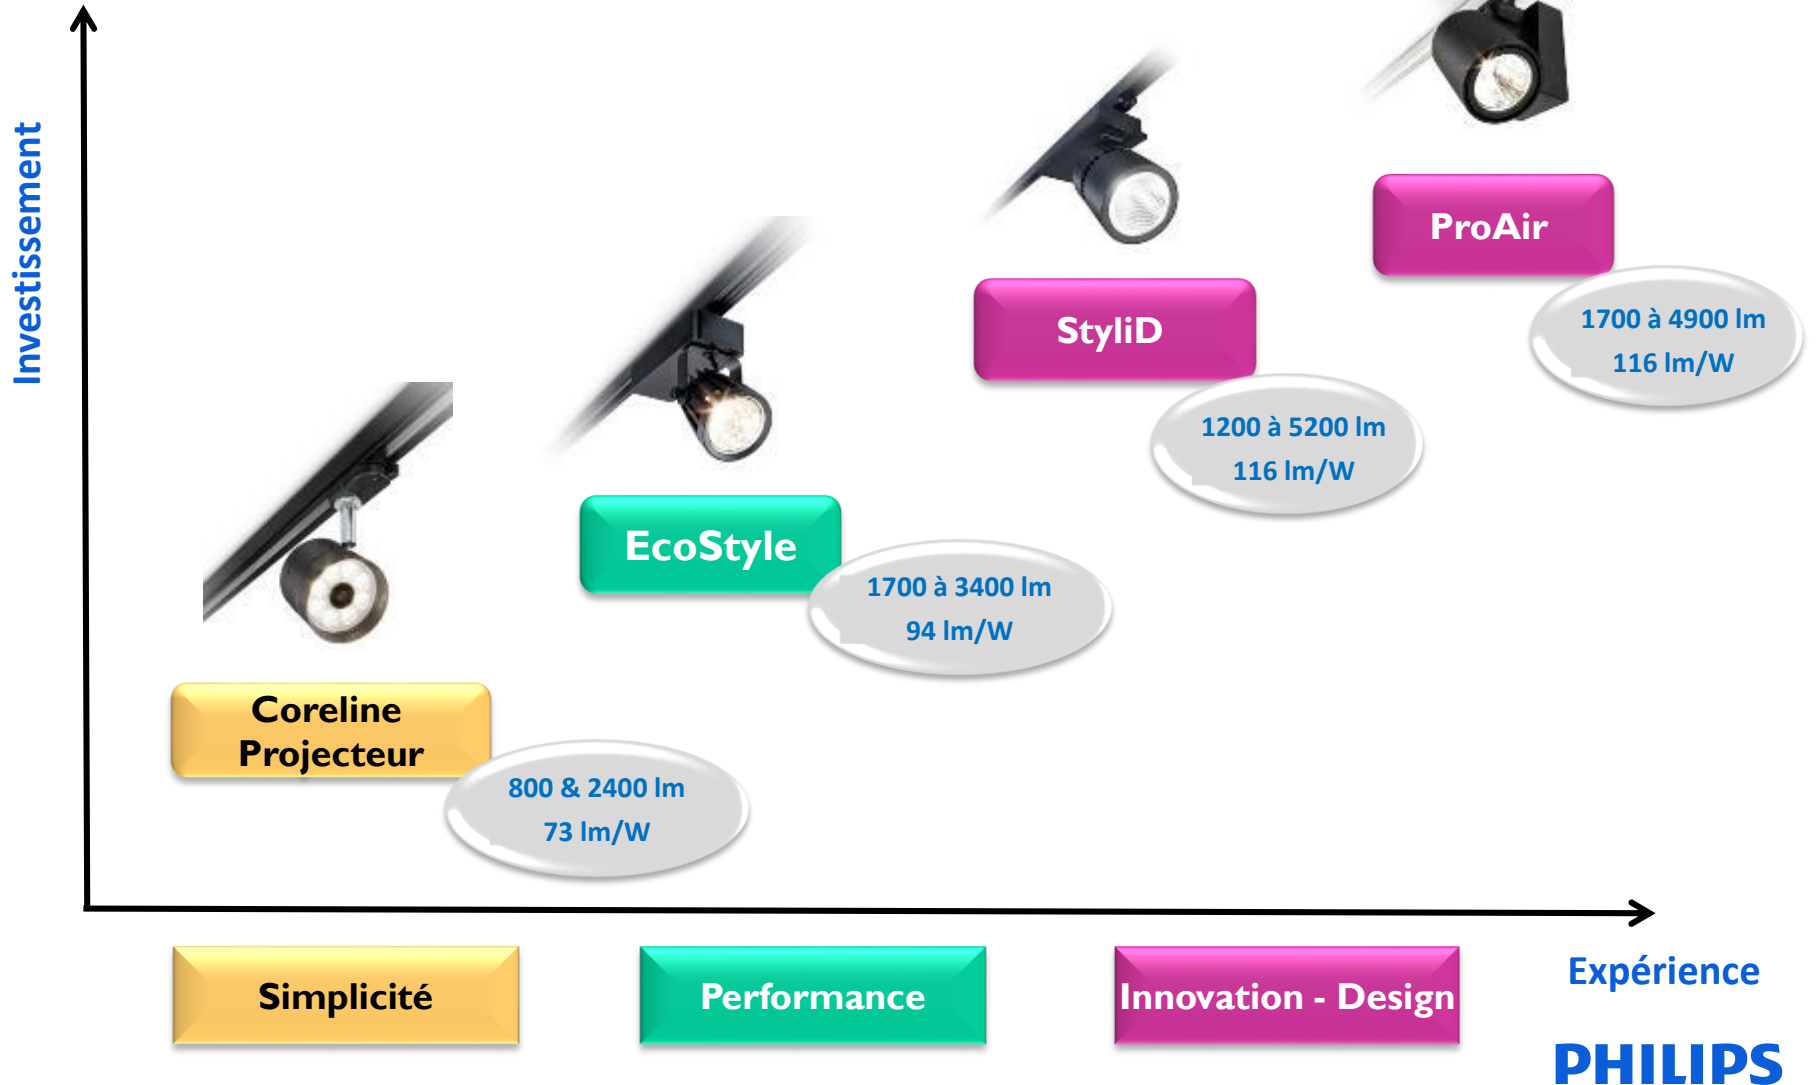 Investissement
ProAir
1700 à 4900 lm
116 lm/W
StyliD
1200 à 5200 lm
116 lm/W
EcoStyle
1700 à 3400 lm
94 lm/W
Coreline
Projecteur
800 & 2400 lm
73 lm/W
Simplicité
Performance
Innovation - Design
Expérience
PHILIPS